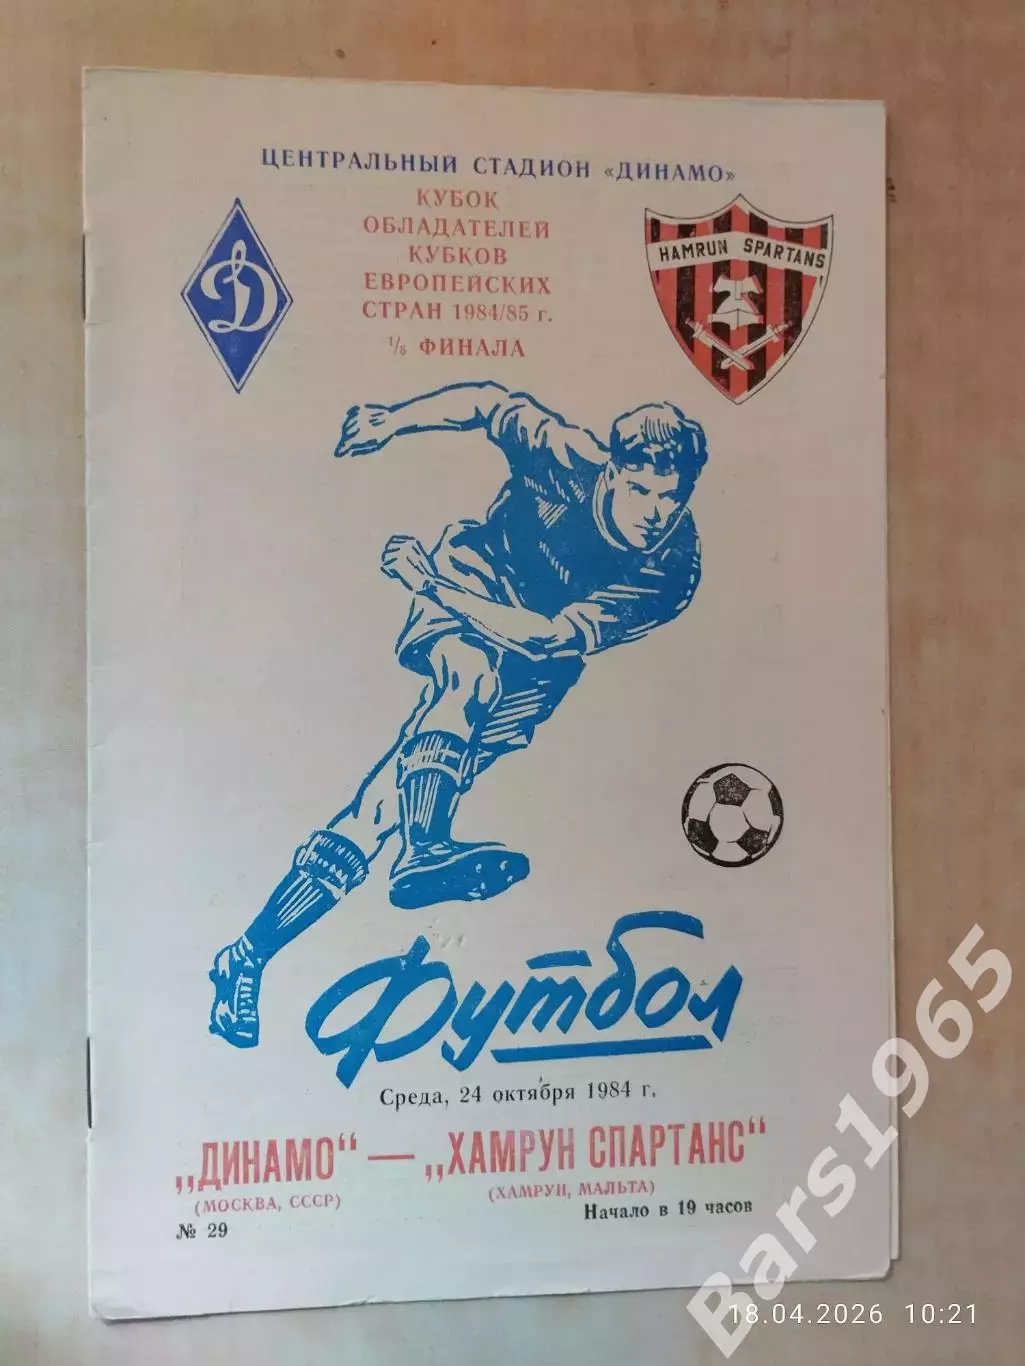 ЦЕНТРАЛЬНЫЙ СТАДИОН «ДИНАМО»
КУБОК
ОБЛАДАТЕЛЕЙ
КУБКОВ
ЕВРОПЕЙСКИХ
СТРАН 1984/85 г.
1/8 ФИНАЛА
Д
HAMRUN SPARTANS
Футбол
Среда, 24 октября 1984 г.
„ДИНАМО“ — „ХАМРУН СПАРТАНС“
(МОСКВА, СССР)
(ХАМРУН, МАЛЬТА)
№ 29
Начало в 19 часов
Bars1965
18.04.2026 10:21